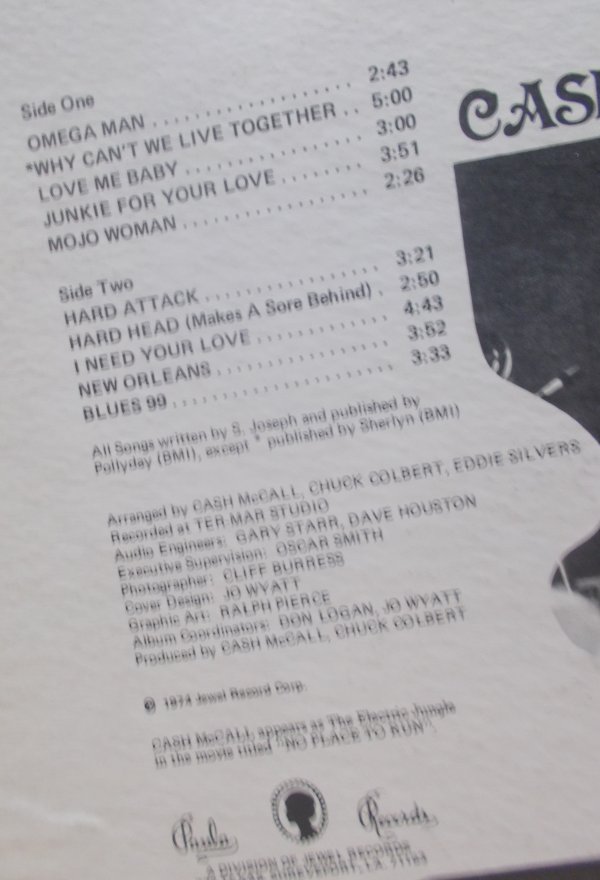 CASH
Side One
OMEGA MAN .................... 2:43
*WHY CAN'T WE LIVE TOGETHER .. 5:00
LOVE ME BABY ................. 3:00
JUNKIE FOR YOUR LOVE ........ 3:51
MOJO WOMAN .................. 2:26
Side Two
HARD ATTACK .................. 3:21
HARD HEAD (Makes A Sore Behind) . 2:50
I NEED YOUR LOVE ............. 4:43
NEW ORLEANS ................. 3:52
BLUES 99 ..................... 3:33
All Songs written by S. Joseph and published by
Pollyday (BMI), except * published by Sherlyn (BMI)
Arranged by CASH McCALL, CHUCK COLBERT, EDDIE SILVERS
Recorded at TER-MAR STUDIO
Audio Engineers: GARY STARR, DAVE HOUSTON
Executive Supervision: OSCAR SMITH
Photographer: CLIFF BURRESS
Cover Design: JO WYATT
Graphic Art: RALPH PIERCE
Album Coordinators: DON LOGAN, JO WYATT
Produced by CASH McCALL, CHUCK COLBERT
℗ 1974 Jewel Record Corp.
CASH McCALL appears as The Electric Jungle
in the movie titled "NO PLACE TO RUN".
Paula Records
A DIVISION OF JEWEL RECORDS
SHREVEPORT, LA. 71163